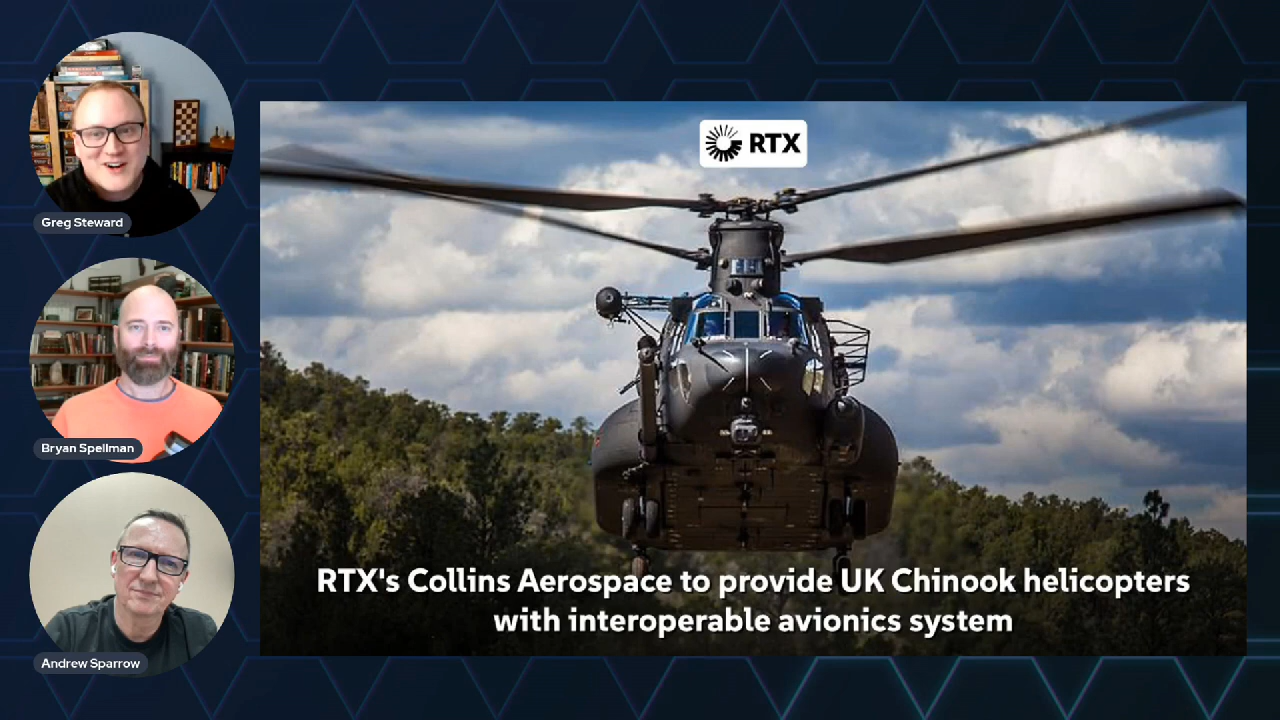 Greg Steward
Bryan Spellman
Andrew Sparrow
RTX
RTX's Collins Aerospace to provide UK Chinook helicopters
with interoperable avionics system